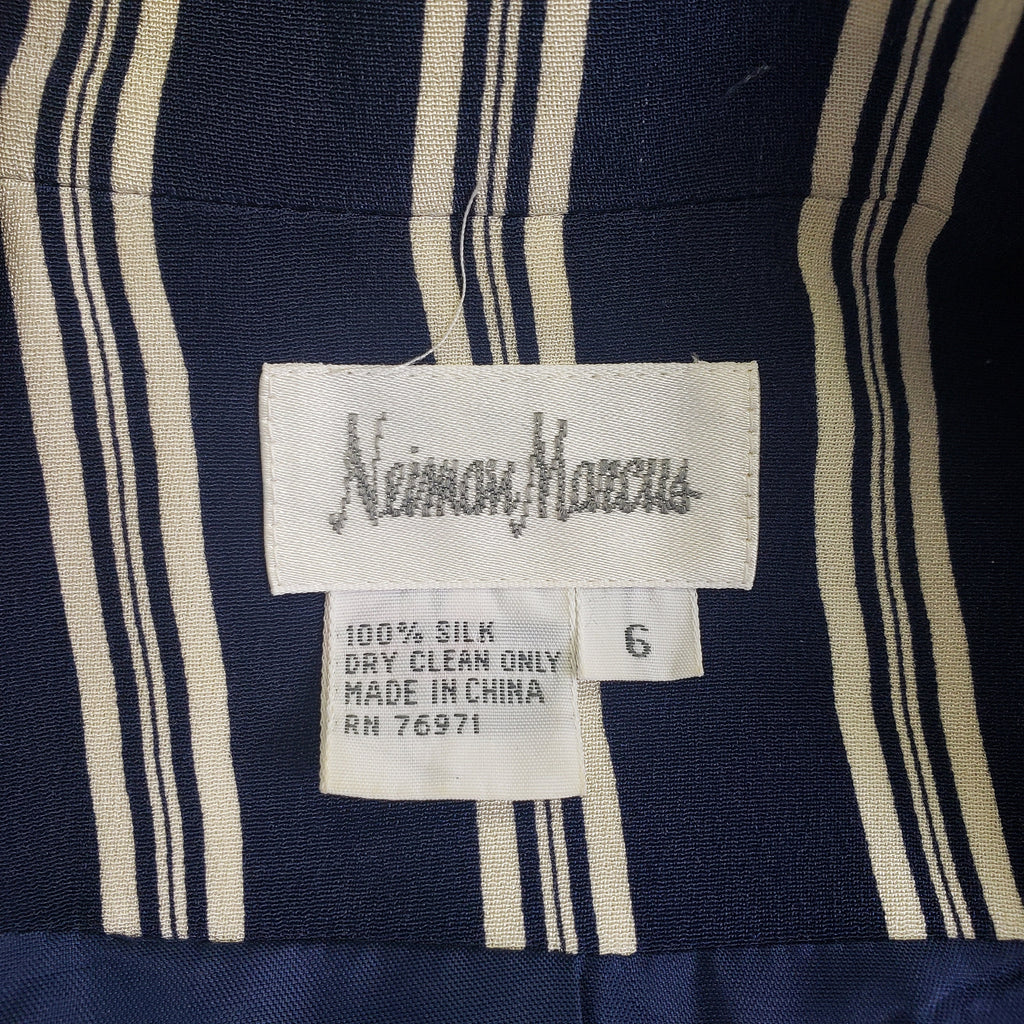 Neiman Marcus
100% SILK
DRY CLEAN ONLY
MADE IN CHINA
RN 76971
6